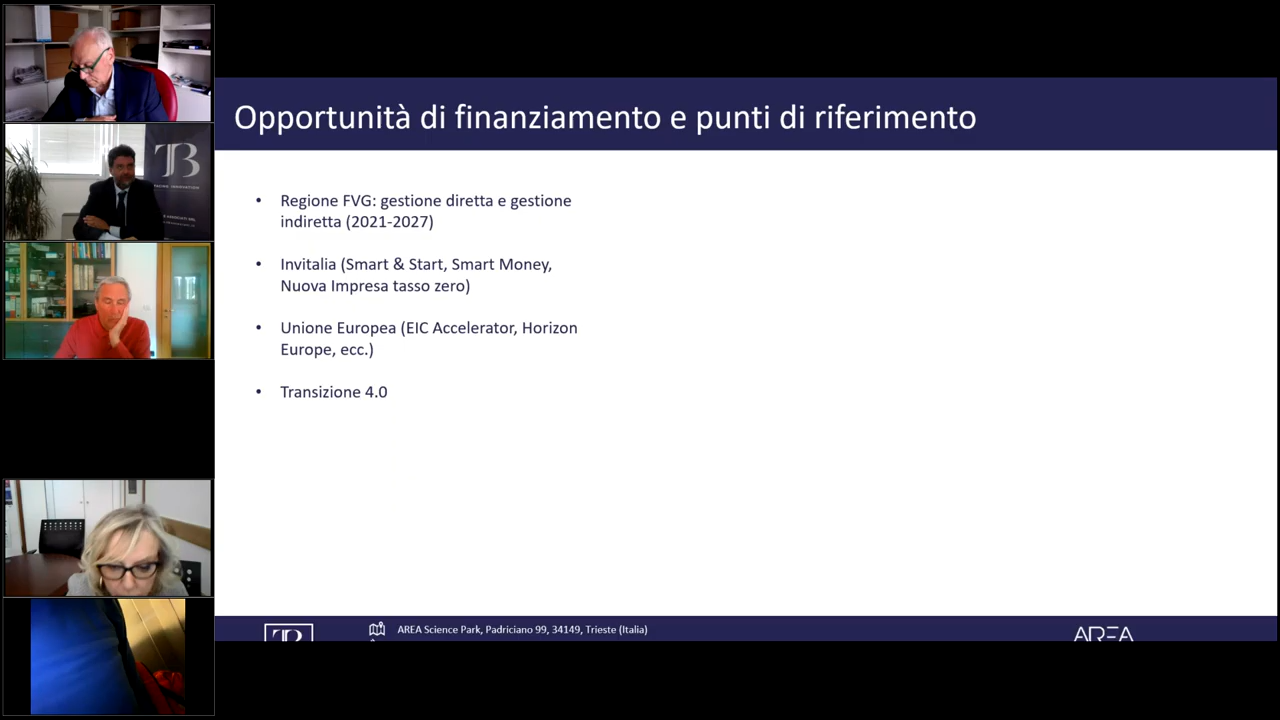 Opportunità di finanziamento e punti di riferimento
• Regione FVG: gestione diretta e gestione
indiretta (2021-2027)
• Invitalia (Smart & Start, Smart Money,
Nuova Impresa tasso zero)
• Unione Europea (EIC Accelerator, Horizon
Europe, ecc.)
• Transizione 4.0
AREA Science Park, Padriciano 99, 34149, Trieste (Italia)
AREA
TB